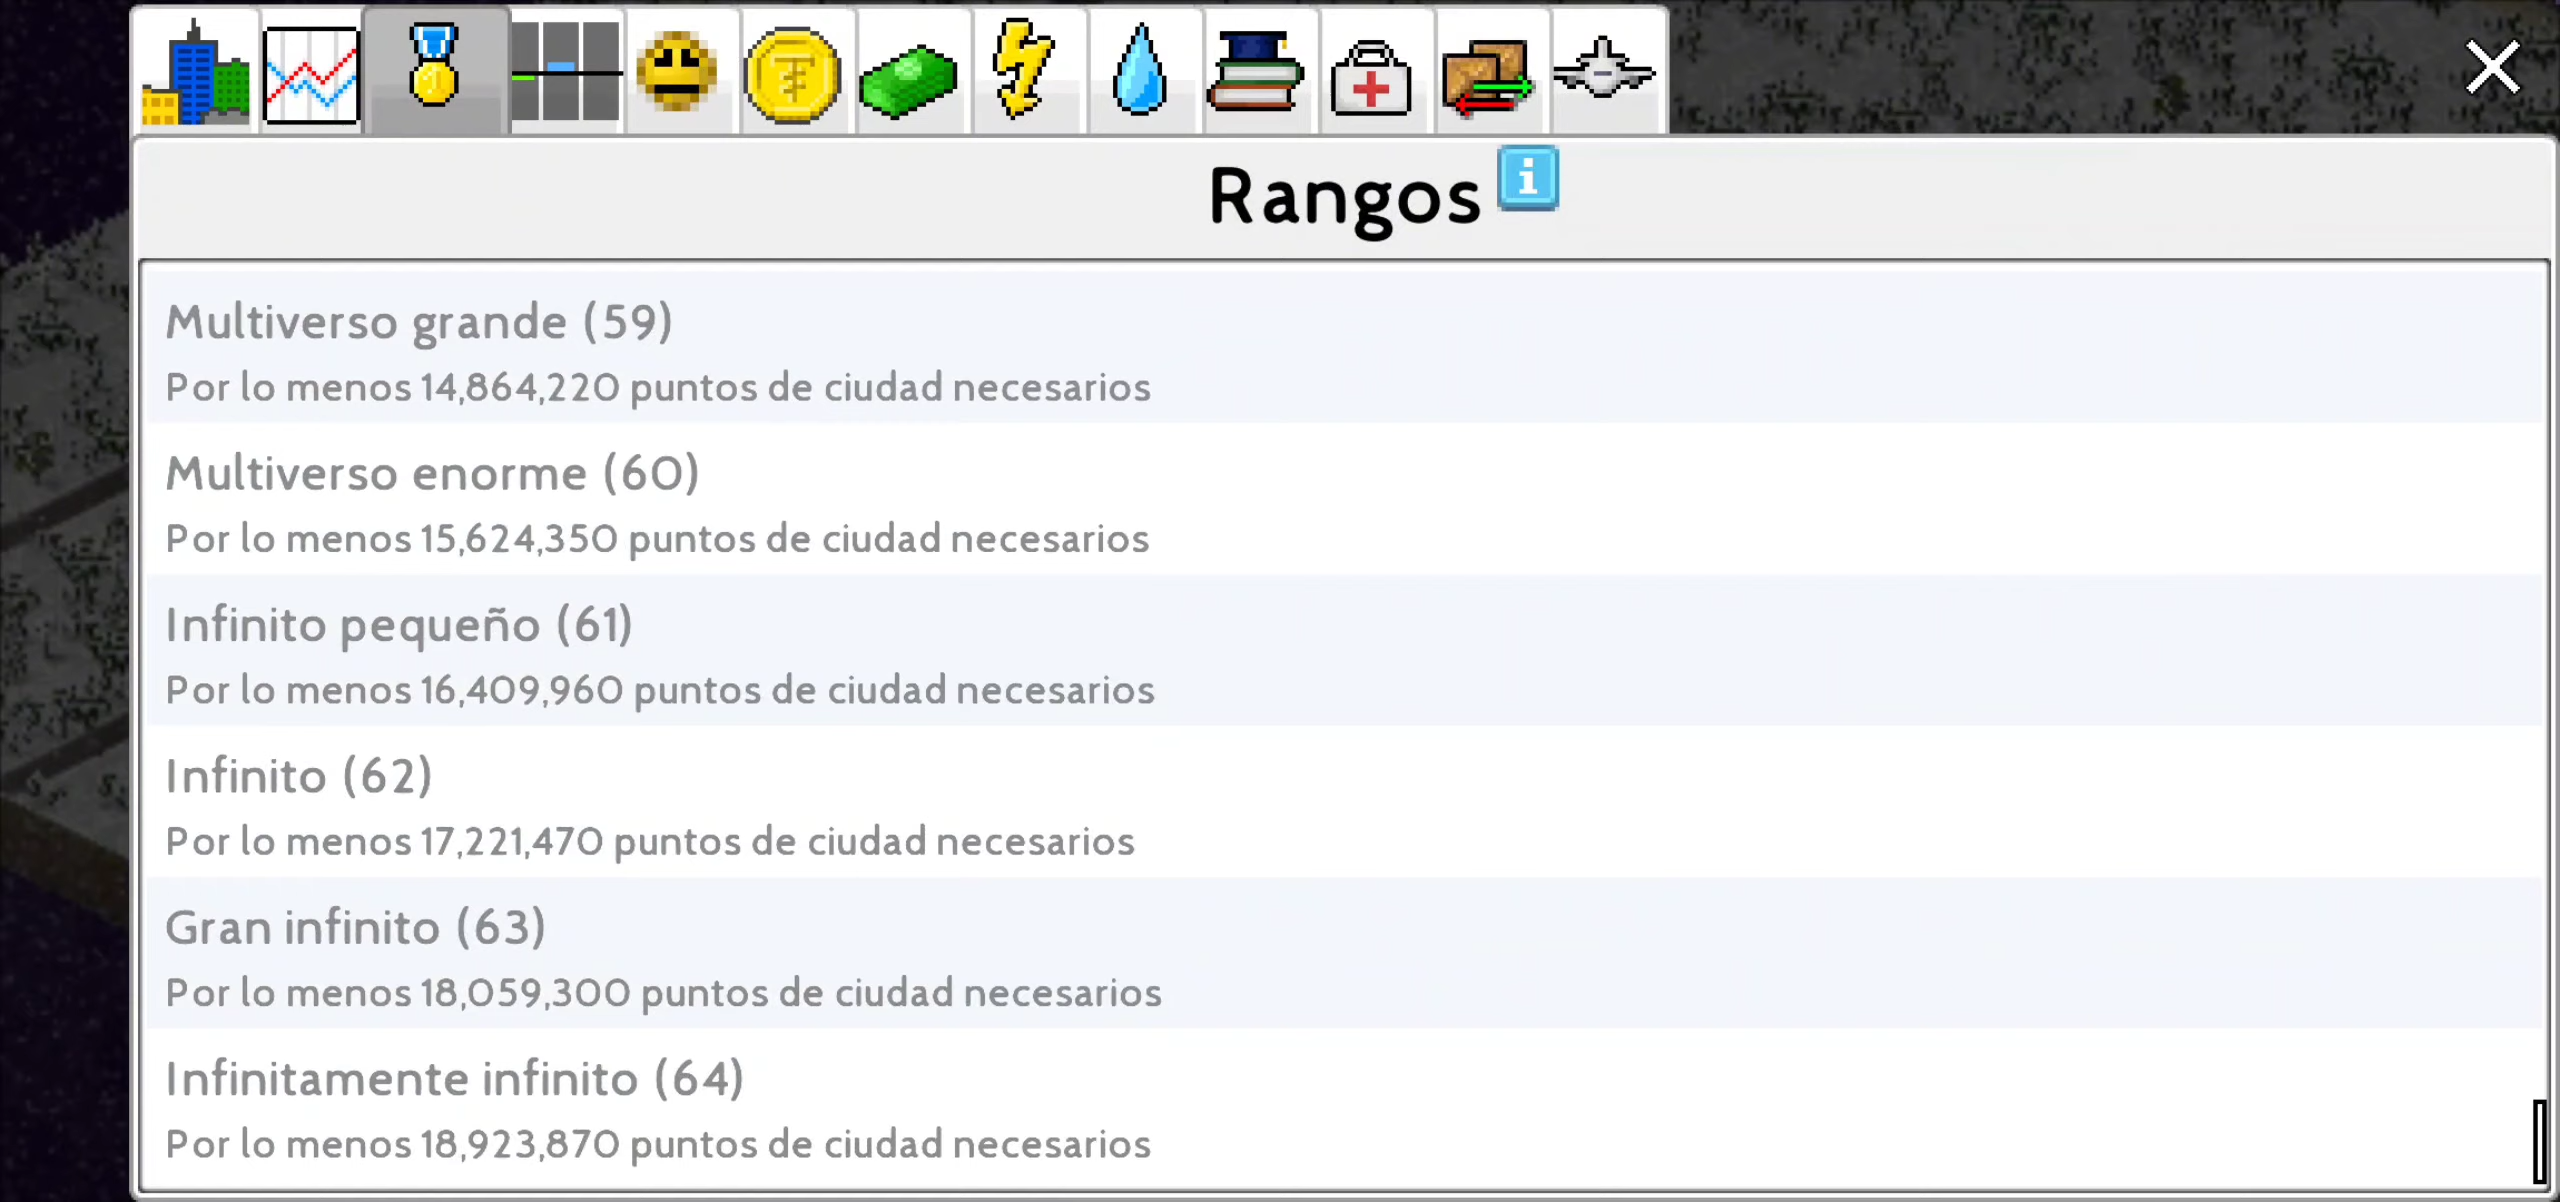 Rangos
Multiverso grande (59)
Por lo menos 14,864,220 puntos de ciudad necesarios
Multiverso enorme (60)
Por lo menos 15,624,350 puntos de ciudad necesarios
Infinito pequeño (61)
Por lo menos 16,409,960 puntos de ciudad necesarios
Infinito (62)
Por lo menos 17,221,470 puntos de ciudad necesarios
Gran infinito (63)
Por lo menos 18,059,300 puntos de ciudad necesarios
Infinitamente infinito (64)
Por lo menos 18,923,870 puntos de ciudad necesarios